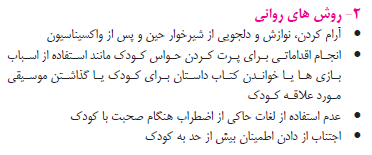 ۲- روش های روانی
• آرام کردن، نوازش و دلجویی از شیرخوار حین و پس از واکسیناسیون
• انجام اقداماتی برای پرت کردن حواس کودک مانند استفاده از اسباب
بازی ها یا خواندن کتاب داستان برای کودک یا گذاشتن موسیقی
مورد علاقه کودک
• عدم استفاده از لغات حاکی از اضطراب هنگام صحبت با کودک
• اجتناب از دادن اطمینان بیش از حد به کودک